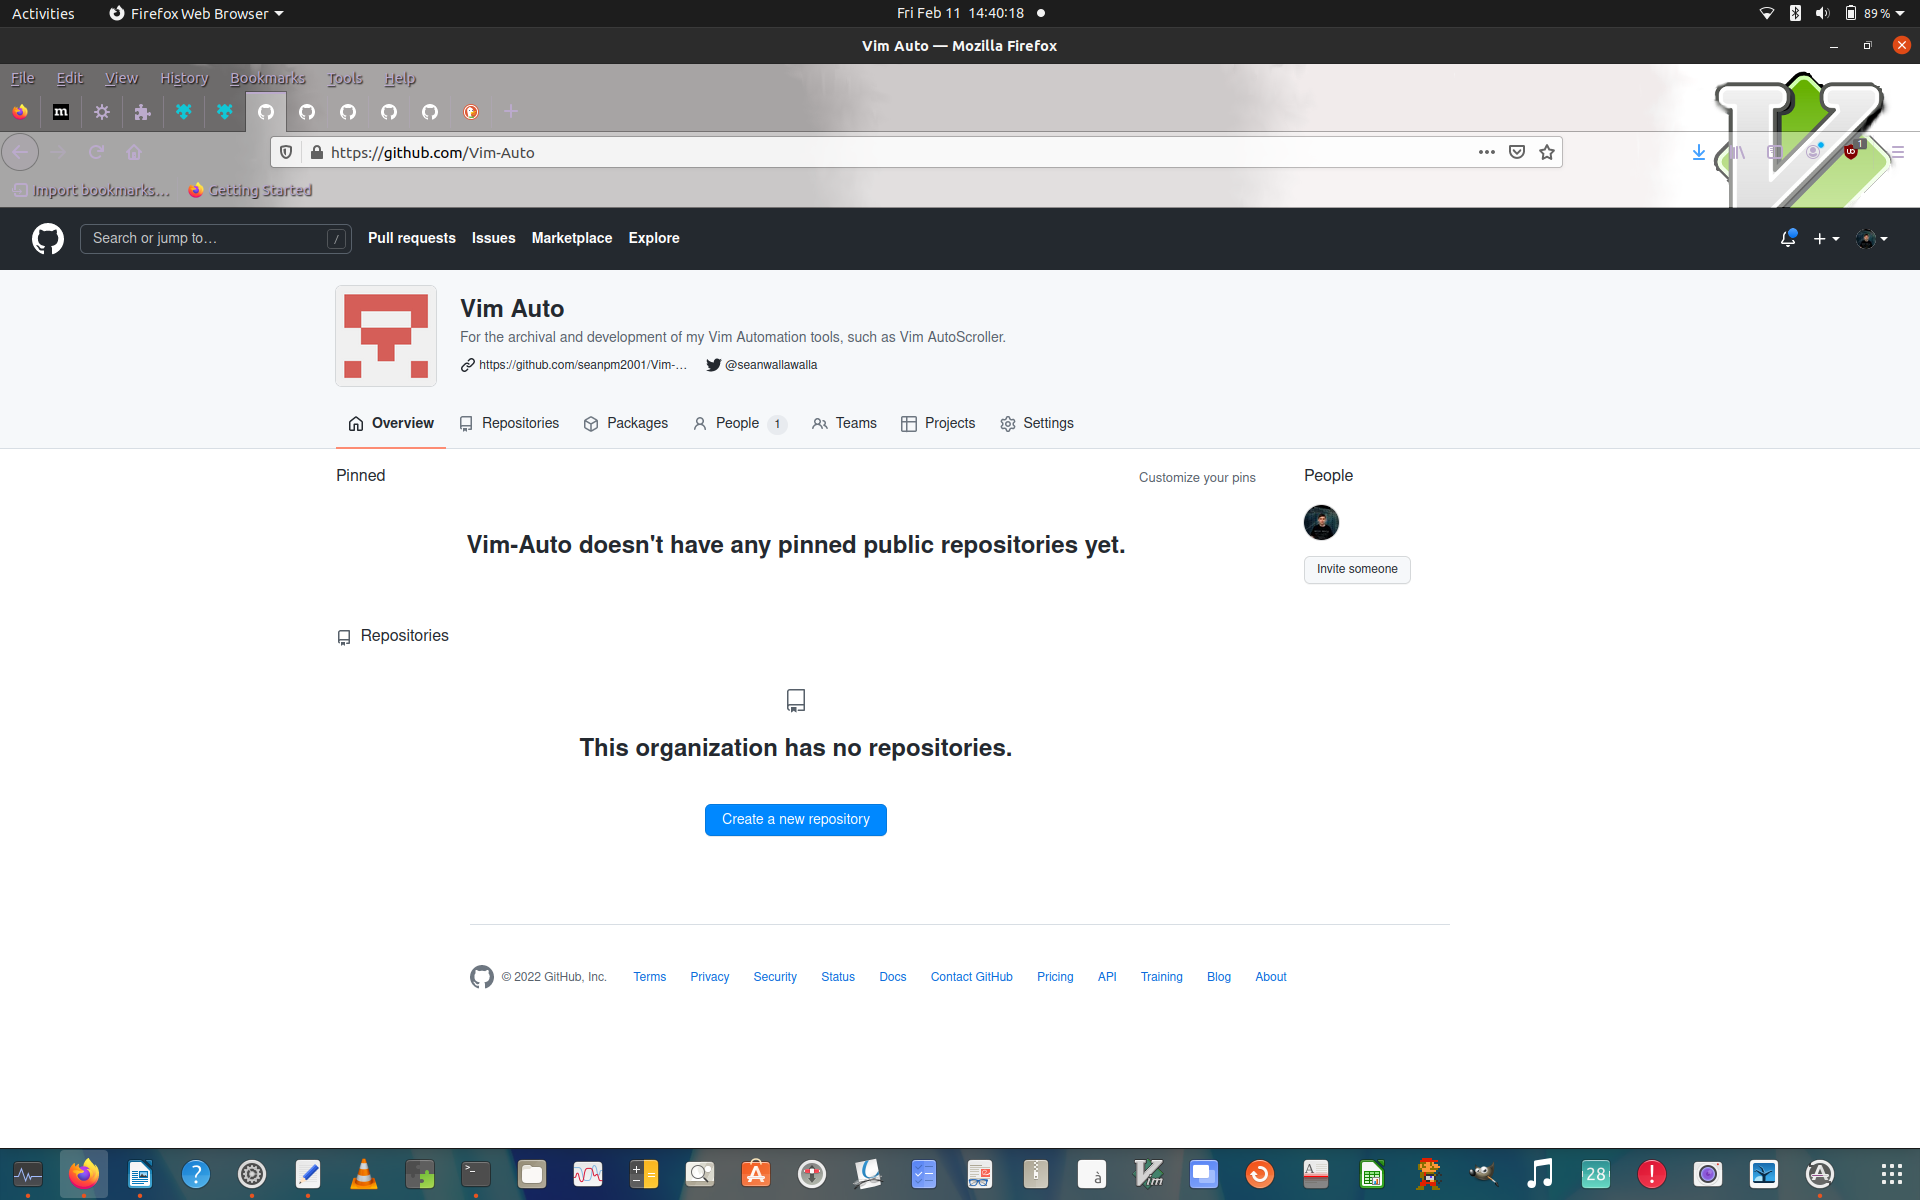 Activities Firefox Web Browser Fri Feb 11 14:40:18 89 %
Vim Auto — Mozilla Firefox
File Edit View History Bookmarks Tools Help
m
https://github.com/Vim-Auto 1
Import bookmarks... Getting Started
Search or jump to… / Pull requests Issues Marketplace Explore
Vim Auto
For the archival and development of my Vim Automation tools, such as Vim AutoScroller.
https://github.com/seanpm2001/Vim-... @seanwallawalla
Overview Repositories Packages People 1 Teams Projects Settings
Pinned Customize your pins People
Vim-Auto doesn't have any pinned public repositories yet.
Invite someone
Repositories
This organization has no repositories.
Create a new repository
© 2022 GitHub, Inc. Terms Privacy Security Status Docs Contact GitHub Pricing API Training Blog About
? >_ A à Vim 28 !